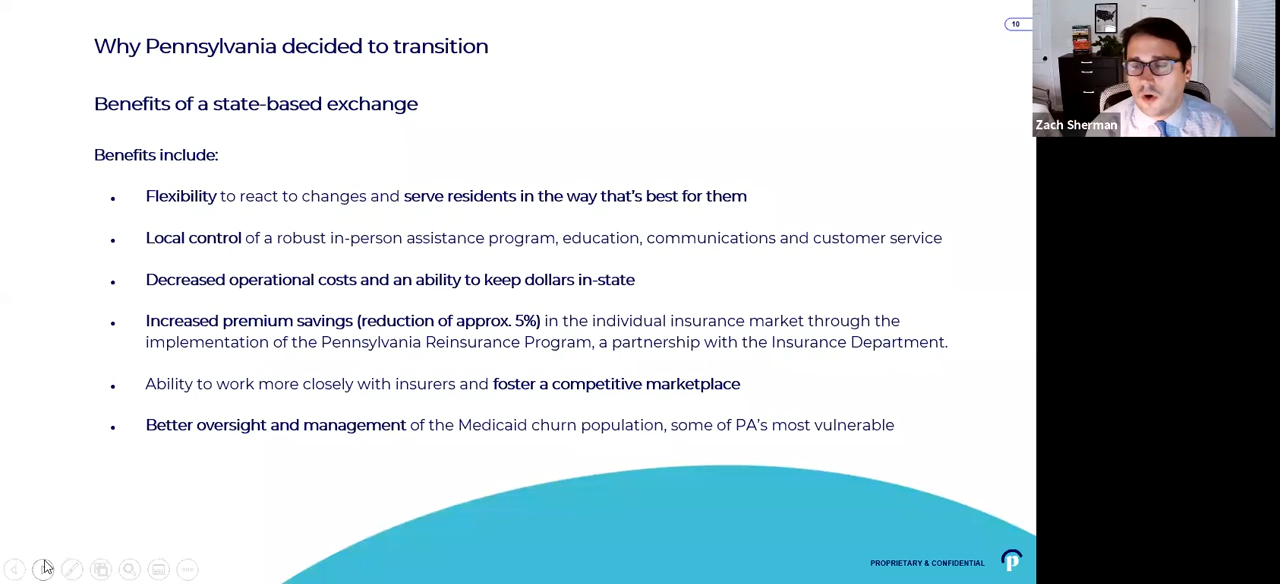 Why Pennsylvania decided to transition
10
Zach Sherman
Benefits of a state-based exchange
Benefits include:
• Flexibility to react to changes and serve residents in the way that's best for them
• Local control of a robust in-person assistance program, education, communications and customer service
• Decreased operational costs and an ability to keep dollars in-state
• Increased premium savings (reduction of approx. 5%) in the individual insurance market through the
implementation of the Pennsylvania Reinsurance Program, a partnership with the Insurance Department.
• Ability to work more closely with insurers and foster a competitive marketplace
• Better oversight and management of the Medicaid churn population, some of PA's most vulnerable
PROPRIETARY & CONFIDENTIAL
p